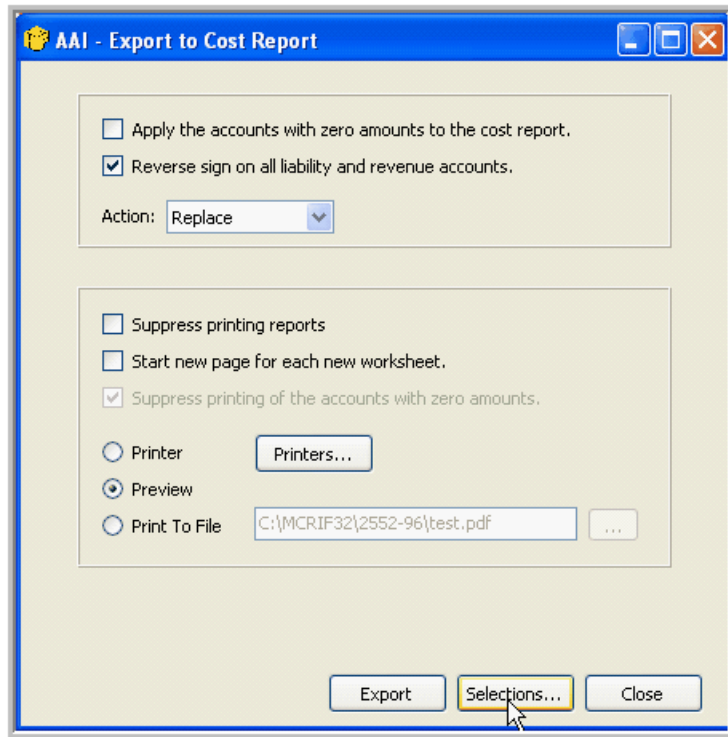 AAI - Export to Cost Report
Apply the accounts with zero amounts to the cost report.
Reverse sign on all liability and revenue accounts.
Action: Replace
Suppress printing reports
Start new page for each new worksheet.
Suppress printing of the accounts with zero amounts.
Printer Printers...
Preview
Print To File C:\MCRIF32\2552-96\test.pdf ...
Export Selections... Close